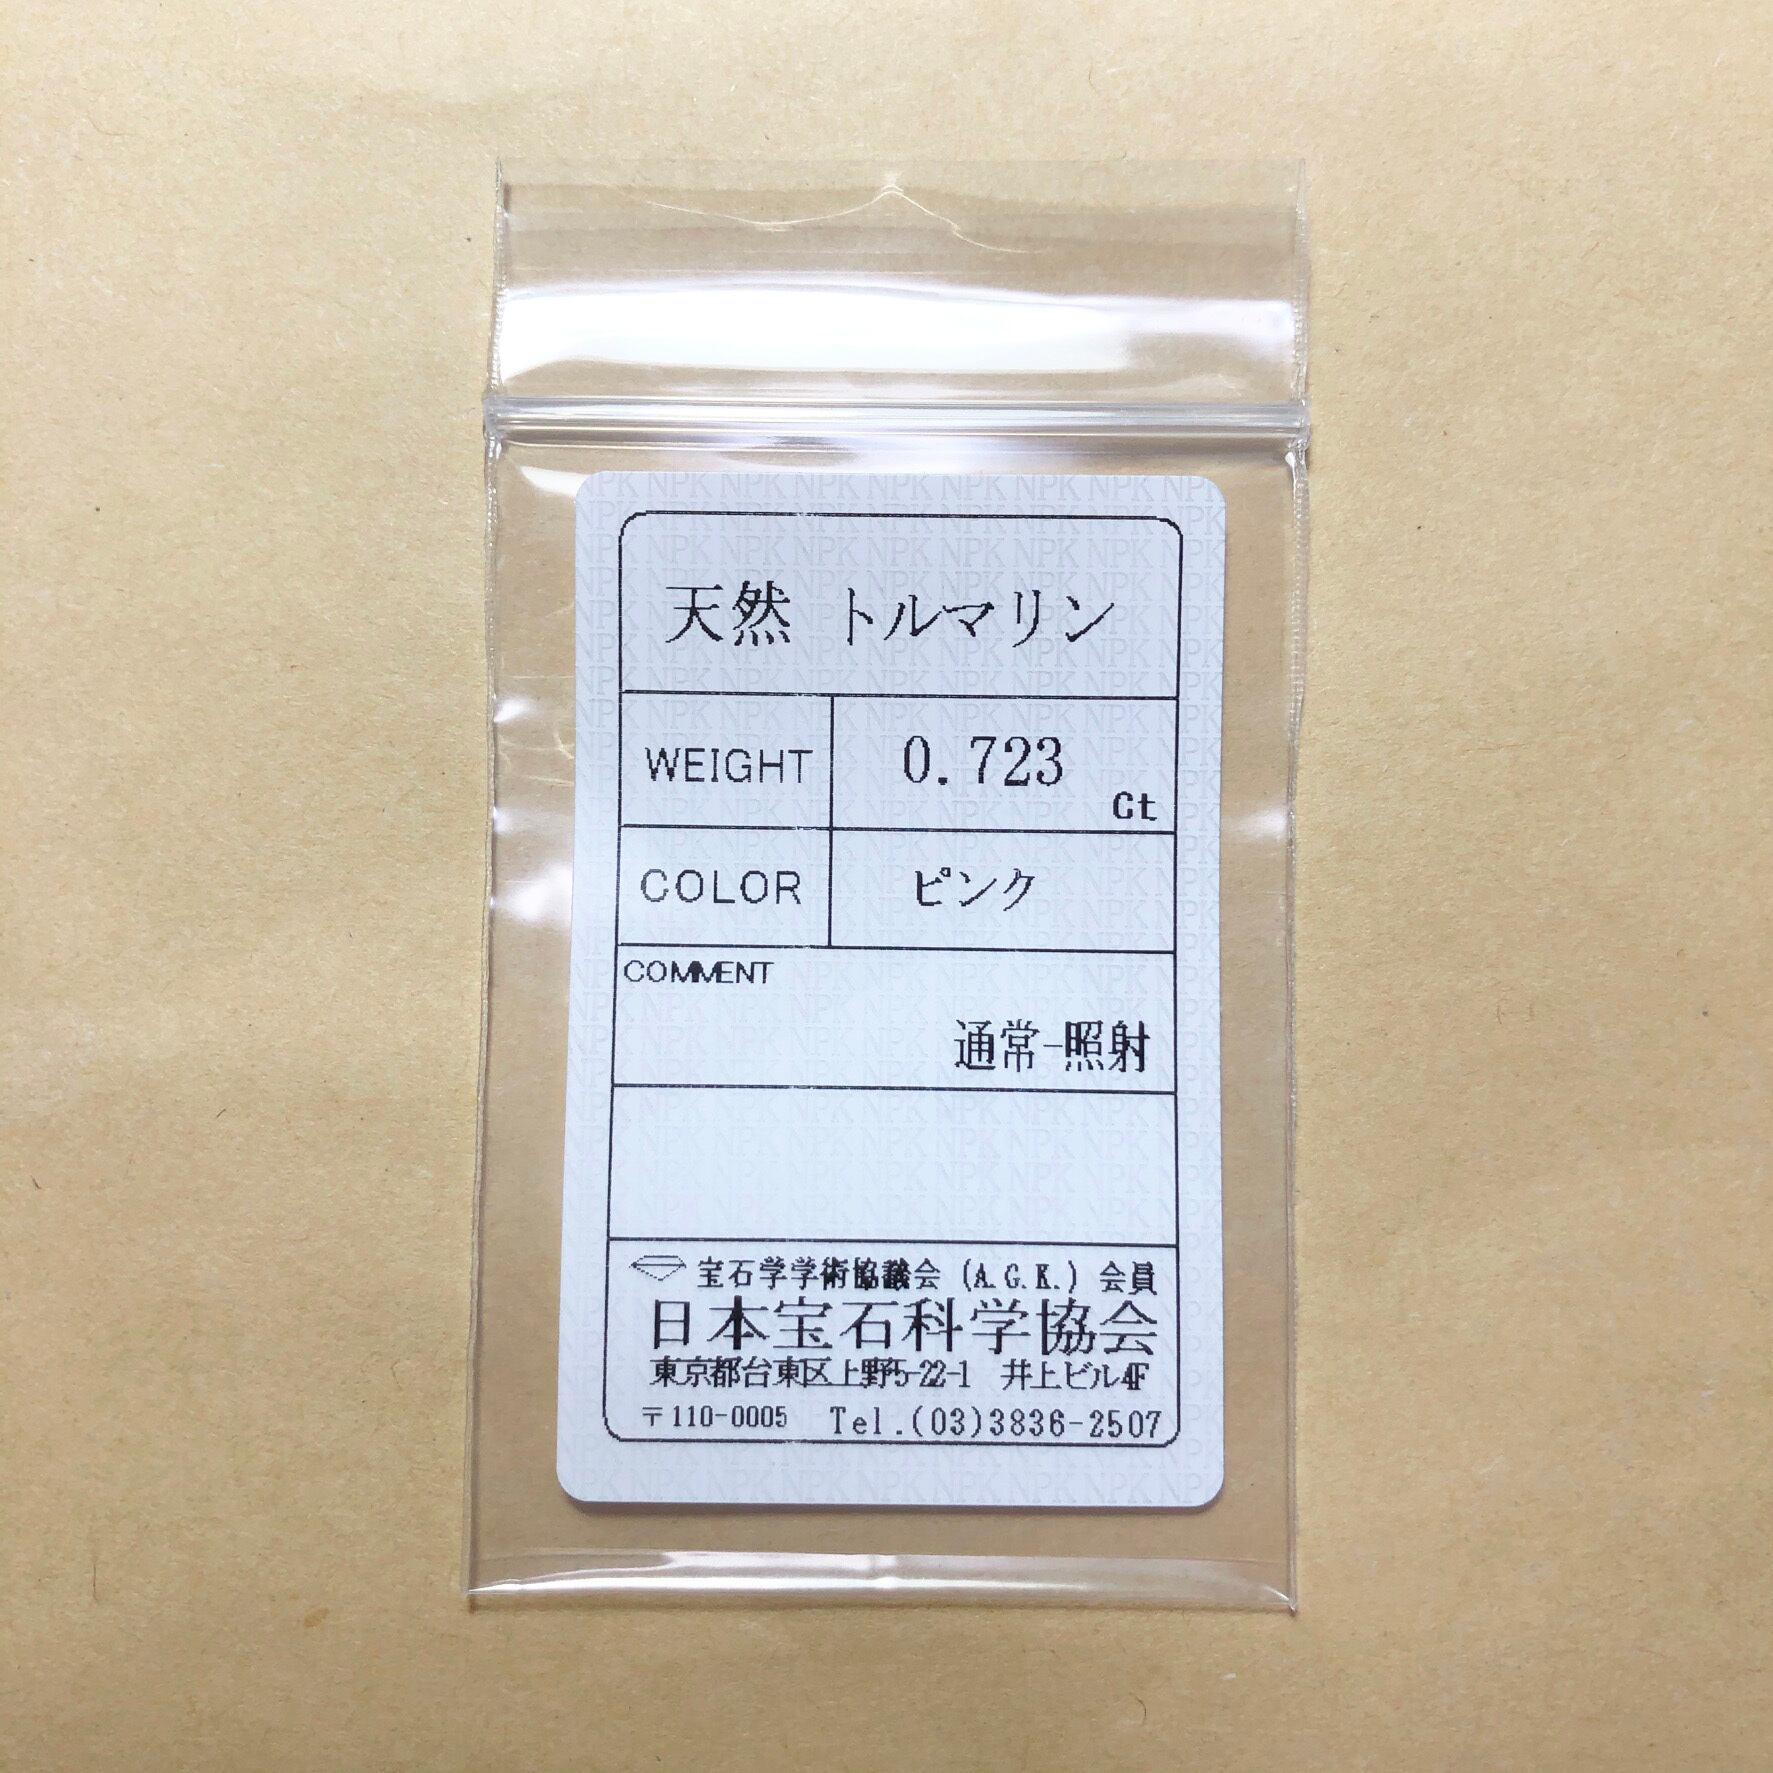 天然 トルマリン
WEIGHT 0.723 Ct
COLOR ピンク
COMMENT
通常-照射
宝石学学術協議会 (A.G.K.) 会員
日本宝石科学協会
東京都台東区上野5-22-1 井上ビル4F
〒110-0005 Tel.(03)3836-2507
NPK